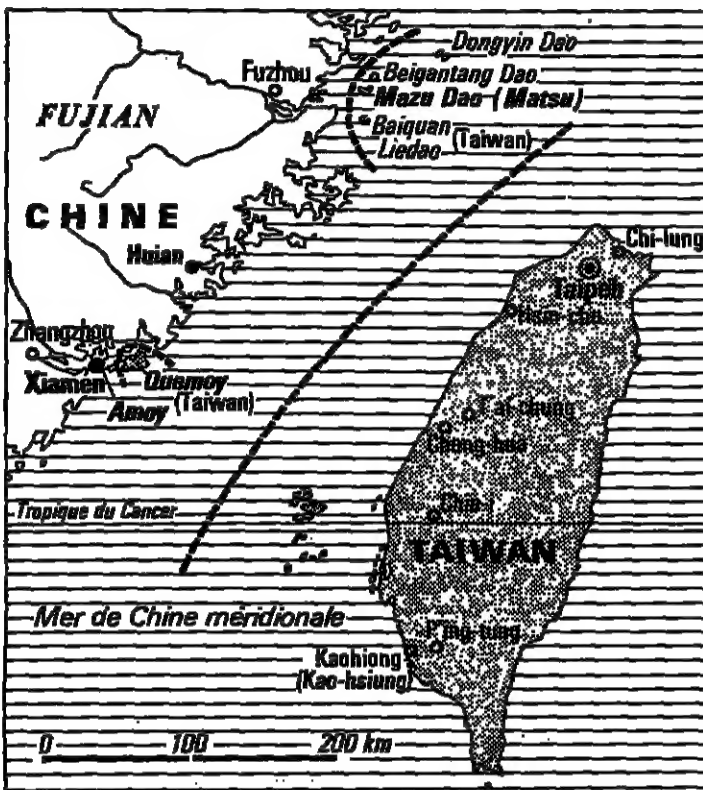 Dongyin Dao
Fuzhou
Beigantang Dao
Mazu Dao (Matsu)
FUJIAN
Baiquan
(Taiwan)
Liedao
CHINE
Chi-lung
Huian
Taipeh
Zhangzhou
Xiamen
Quemoy
(Taiwan)
Amoy
Tai-chung
Chang-hua
Tropique du Cancer
TAIWAN
Mer de Chine méridionale
Kaohiong
(Kao-hsiung)
0 100 200 km